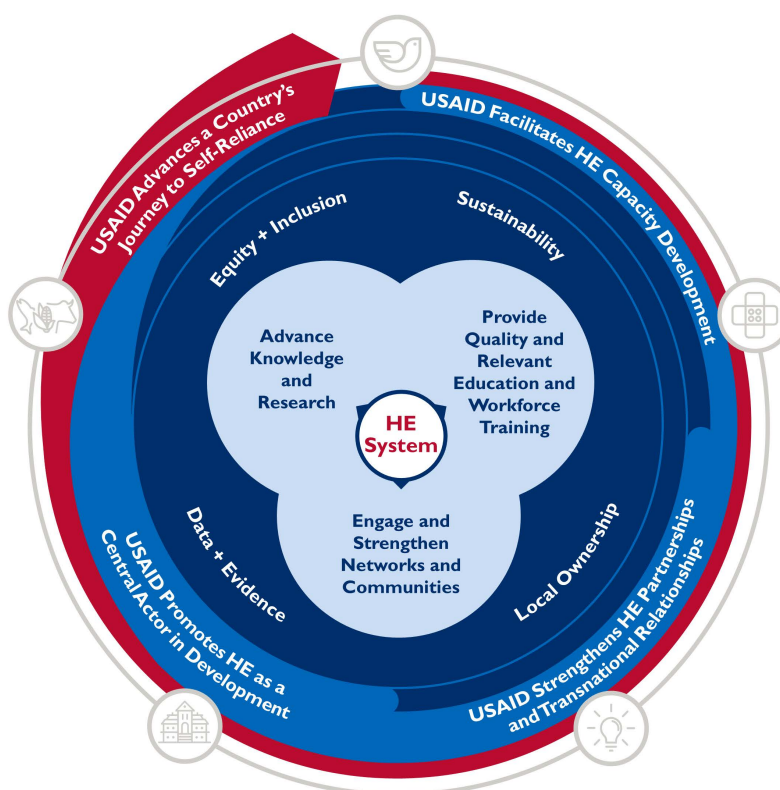 USAID Advances a Country's
Journey to Self-Reliance
USAID Facilitates HE Capacity Development
Equity + Inclusion
Sustainability
Advance
Knowledge
and
Research
Provide
Quality and
Relevant
Education and
Workforce
Training
HE
System
Engage and
Strengthen
Networks and
Communities
Data + Evidence
Local Ownership
USAID Promotes HE as a
Central Actor in Development
USAID Strengthens HE Partnerships
and Transnational Relationships